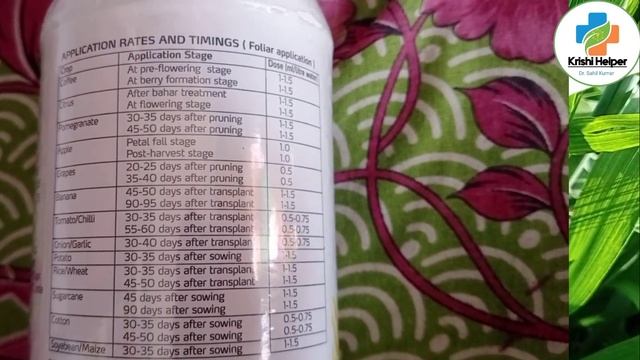 APPLICATION RATES AND TIMINGS ( Foliar application )
Crop Application Stage Dose (ml/litre water)
Coffee At pre-flowering stage 1-1.5
At berry formation stage 1-1.5
Citrus After bahar treatment 1-1.5
At flowering stage 1-1.5
Pomegranate 30-35 days after pruning 1-1.5
45-50 days after pruning 1-1.5
Apple Petal fall stage 1.0
Post-harvest stage 1.0
Grapes 20-25 days after pruning 0.5
35-40 days after pruning 0.5
Banana 45-50 days after transplant 1-1.5
90-95 days after transplant 1-1.5
Tomato/Chilli 30-35 days after transplant 0.5-0.75
55-60 days after transplant 0.5-0.75
Onion/Garlic 30-40 days after transplant 0.5-0.75
Potato 30-35 days after sowing 1-1.5
Rice/Wheat 30-35 days after transplant 1-1.5
45-50 days after transplant 1-1.5
Sugarcane 45 days after sowing 1-1.5
90 days after sowing 1-1.5
Cotton 30-35 days after sowing 0.5-0.75
45-50 days after sowing 0.5-0.75
Soyabean/Maize 30-35 days after sowing 1-1.5
Krishi Helper
Dr. Sahil Kumar